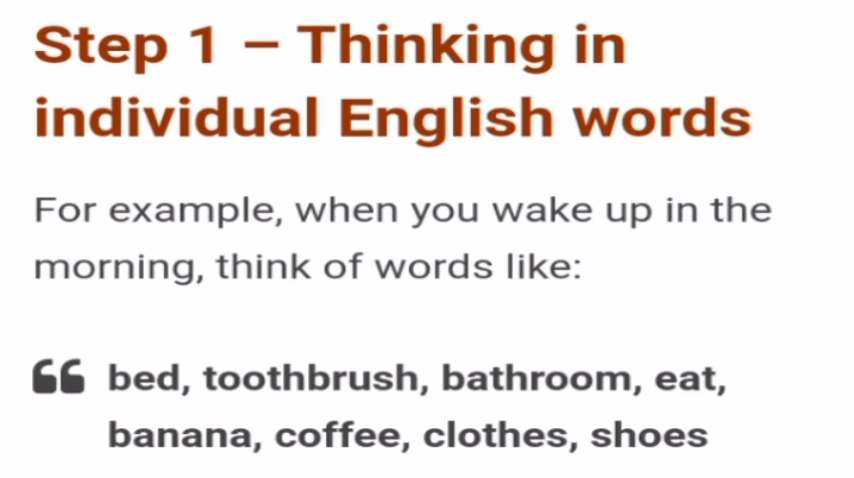 Step 1 – Thinking in
individual English words
For example, when you wake up in the
morning, think of words like:
“ bed, toothbrush, bathroom, eat,
banana, coffee, clothes, shoes